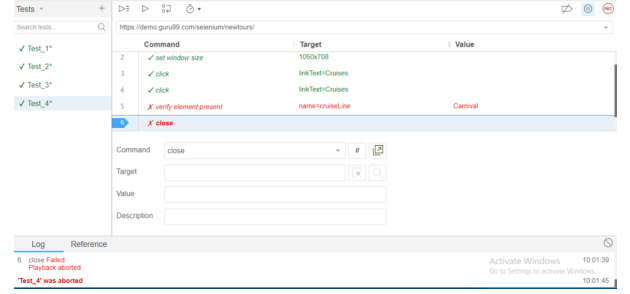 Tests
REC
Search tests...
https://demo.guru99.com/selenium/newtours/
Command Target Value
✓ Test_1*
✓ Test_2*
✓ Test_3*
✓ Test_4*
2 ✓ set window size 1050x708
3 ✓ click linkText=Cruises
4 ✓ click linkText=Cruises
5 ✗ verify element present name=cruiseLine Carnival
6 ✗ close
Command close //
Target
Value
Description
Log Reference
6. close Failed: 10:01:39
Playback aborted
'Test_4' was aborted 10:01:45
Activate Windows
Go to Settings to activate Windows.